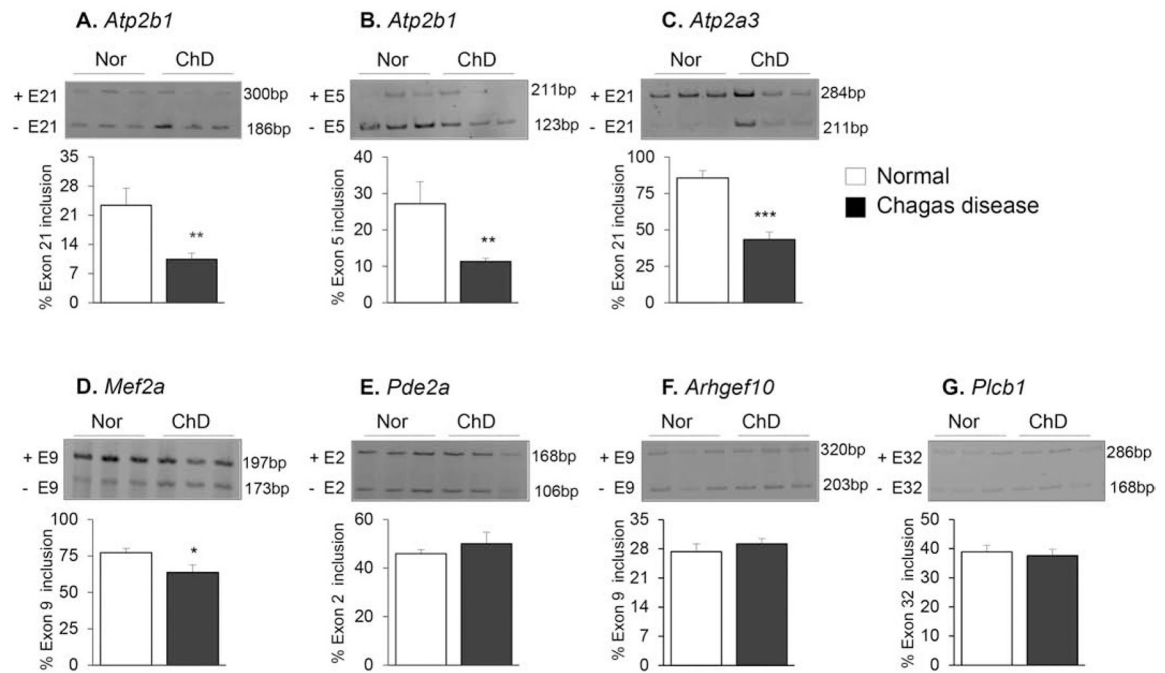 A. Atp2b1
Nor ChD
+ E21 300bp
- E21 186bp
35
28
21
14
7
0
% Exon 21 inclusion
**
B. Atp2b1
Nor ChD
+ E5 211bp
- E5 123bp
40
30
20
10
0
% Exon 5 inclusion
**
C. Atp2a3
Nor ChD
+ E21 284bp
- E21 211bp
100
75
50
25
0
% Exon 21 inclusion
***
Normal
Chagas disease
D. Mef2a
Nor ChD
+ E9 197bp
- E9 173bp
100
75
50
25
0
% Exon 9 inclusion
*
E. Pde2a
Nor ChD
+ E2 168bp
- E2 106bp
60
40
20
0
% Exon 2 inclusion
F. Arhgef10
Nor ChD
+ E9 320bp
- E9 203bp
35
28
21
14
7
0
% Exon 9 inclusion
G. Plcb1
Nor ChD
+ E32 286bp
- E32 168bp
50
40
30
20
10
0
% Exon 32 inclusion